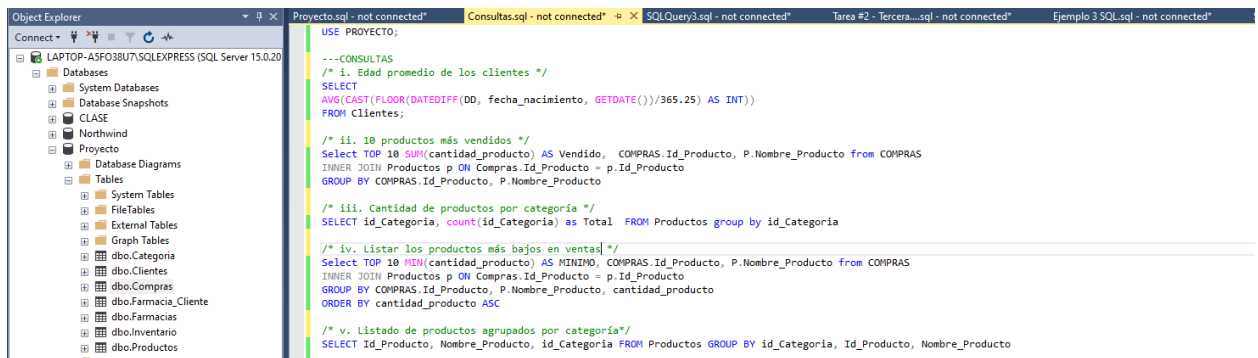 Object Explorer
Connect
LAPTOP-A5FO38U7\SQLEXPRESS (SQL Server 15.0.20
Databases
System Databases
Database Snapshots
CLASE
Northwind
Proyecto
Database Diagrams
Tables
System Tables
FileTables
External Tables
Graph Tables
dbo.Categoria
dbo.Clientes
dbo.Compras
dbo.Farmacia_Cliente
dbo.Farmacias
dbo.Inventario
dbo.Productos
Proyecto.sql - not connected*
Consultas.sql - not connected*
SQLQuery3.sql - not connected*
Tarea #2 - Tercera....sql - not connected*
Ejemplo 3 SQL.sql - not connected*
USE PROYECTO;
---CONSULTAS
/* i. Edad promedio de los clientes */
SELECT
AVG(CAST(FLOOR(DATEDIFF(DD, fecha_nacimiento, GETDATE())/365.25) AS INT))
FROM Clientes;
/* ii. 10 productos más vendidos */
Select TOP 10 SUM(cantidad_producto) AS Vendido, COMPRAS.Id_Producto, P.Nombre_Producto from COMPRAS
INNER JOIN Productos p ON Compras.Id_Producto = p.Id_Producto
GROUP BY COMPRAS.Id_Producto, P.Nombre_Producto
/* iii. Cantidad de productos por categoría */
SELECT id_Categoria, count(id_Categoria) as Total FROM Productos group by id_Categoria
/* iv. Listar los productos más bajos en ventas */
Select TOP 10 MIN(cantidad_producto) AS MINIMO, COMPRAS.Id_Producto, P.Nombre_Producto from COMPRAS
INNER JOIN Productos p ON Compras.Id_Producto = p.Id_Producto
GROUP BY COMPRAS.Id_Producto, P.Nombre_Producto, cantidad_producto
ORDER BY cantidad_producto ASC
/* v. Listado de productos agrupados por categoría*/
SELECT Id_Producto, Nombre_Producto, id_Categoria FROM Productos GROUP BY id_Categoria, Id_Producto, Nombre_Producto